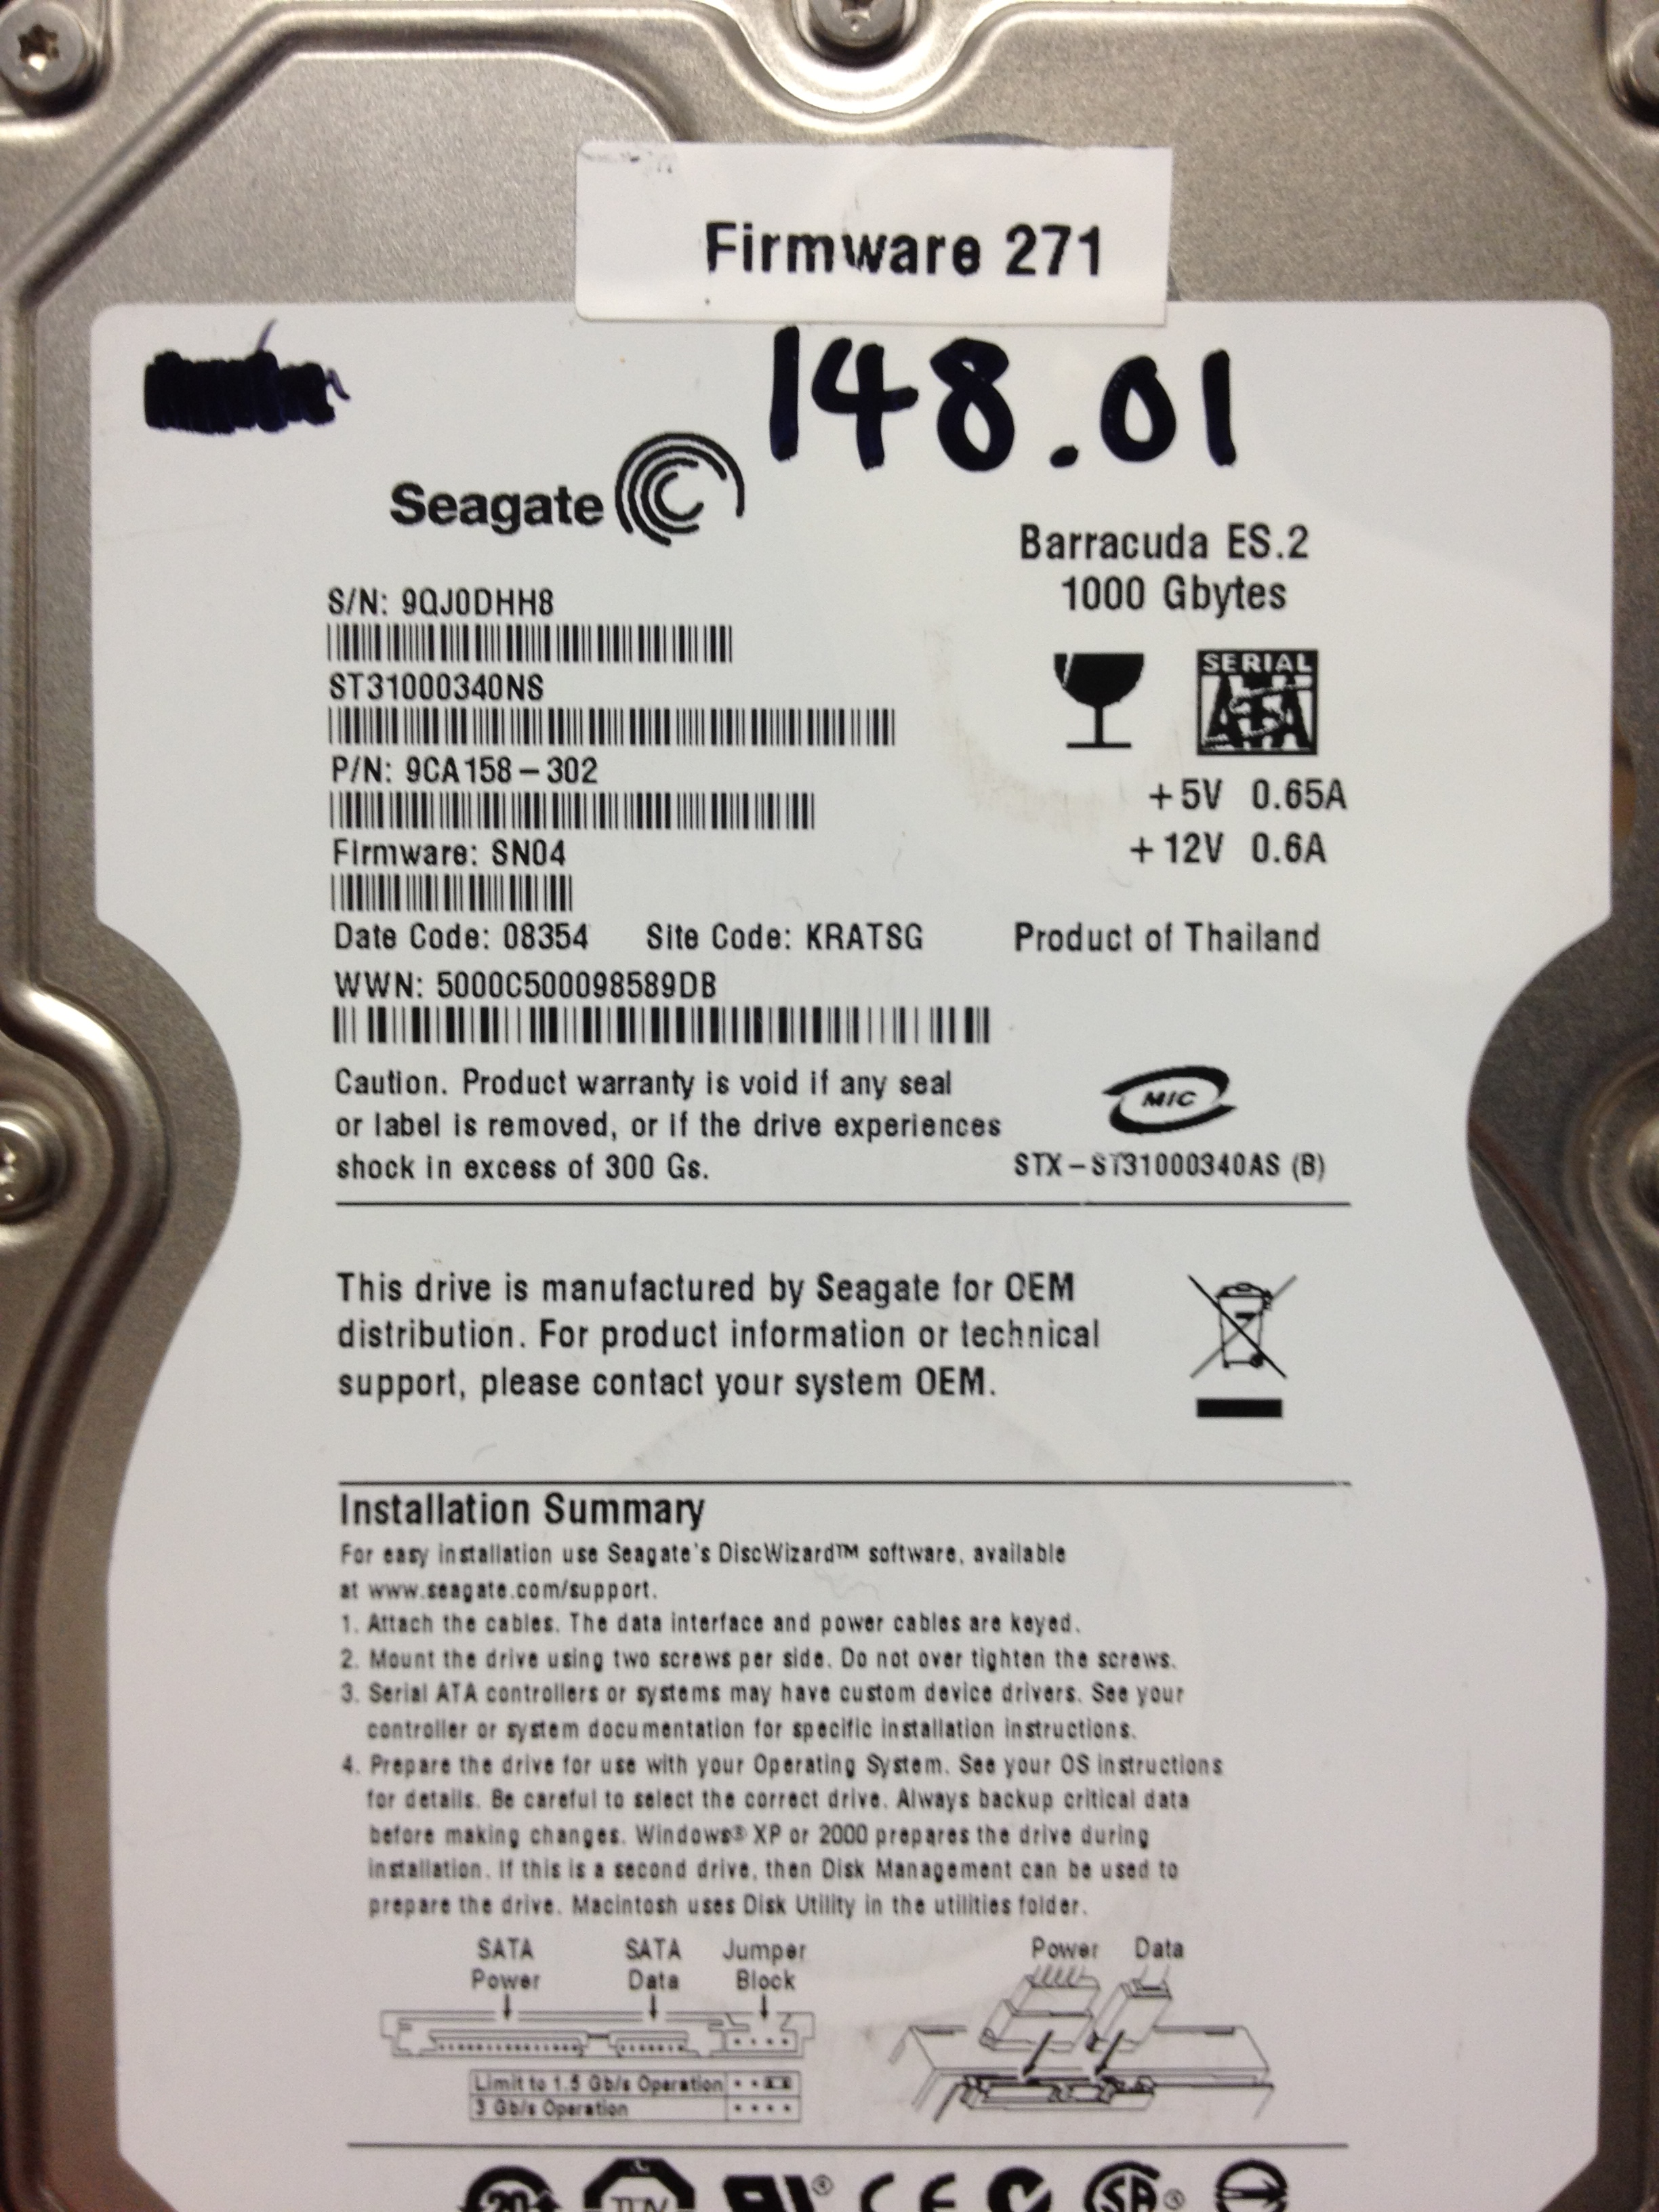 Firmware 271
148.01
Seagate
Barracuda ES.2
1000 Gbytes
S/N: 9QJ0DHH8
SERIAL
ATA
ST31000340NS
P/N: 9CA158-302
+5V 0.65A
+12V 0.6A
Firmware: SN04
Date Code: 08354 Site Code: KRATSG Product of Thailand
WWN: 5000C500098589DB
Caution. Product warranty is void if any seal
or label is removed, or if the drive experiences
shock in excess of 300 Gs.
MIC
STX-ST31000340AS (B)
This drive is manufactured by Seagate for OEM
distribution. For product information or technical
support, please contact your system OEM.
Installation Summary
For easy installation use Seagate's DiscWizard™ software, available
at www.seagate.com/support.
1. Attach the cables. The data interface and power cables are keyed.
2. Mount the drive using two screws per side. Do not over tighten the screws.
3. Serial ATA controllers or systems may have custom device drivers. See your
controller or system documentation for specific installation instructions.
4. Prepare the drive for use with your Operating System. See your OS instructions
for details. Be careful to select the correct drive. Always backup critical data
before making changes. Windows® XP or 2000 prepares the drive during
installation. If this is a second drive, then Disk Management can be used to
prepare the drive. Macintosh uses Disk Utility in the utilities folder.
SATA Power
SATA Data
Jumper Block
Power Data
Limit to 1.5 Gb/s Operation
3 Gb/s Operation
20 TUV CE SA